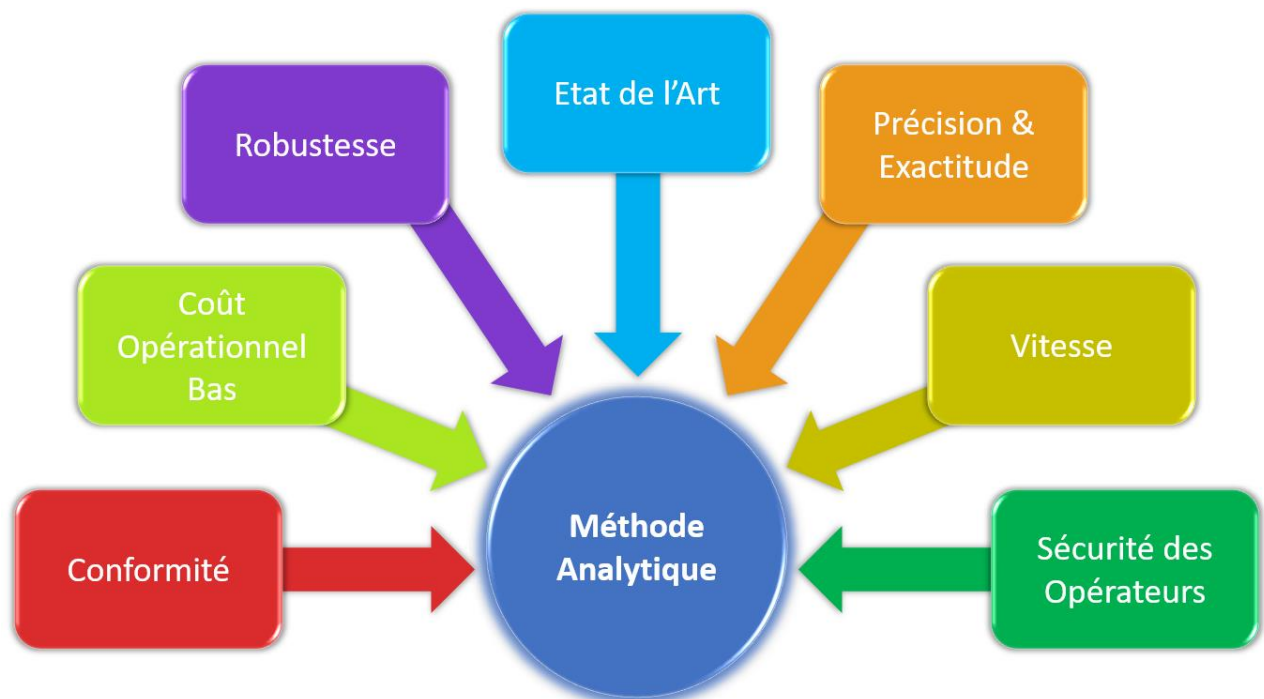 Etat de l'Art
Robustesse
Précision &
Exactitude
Coût
Opérationnel
Bas
Vitesse
Conformité
Méthode
Analytique
Sécurité des
Opérateurs